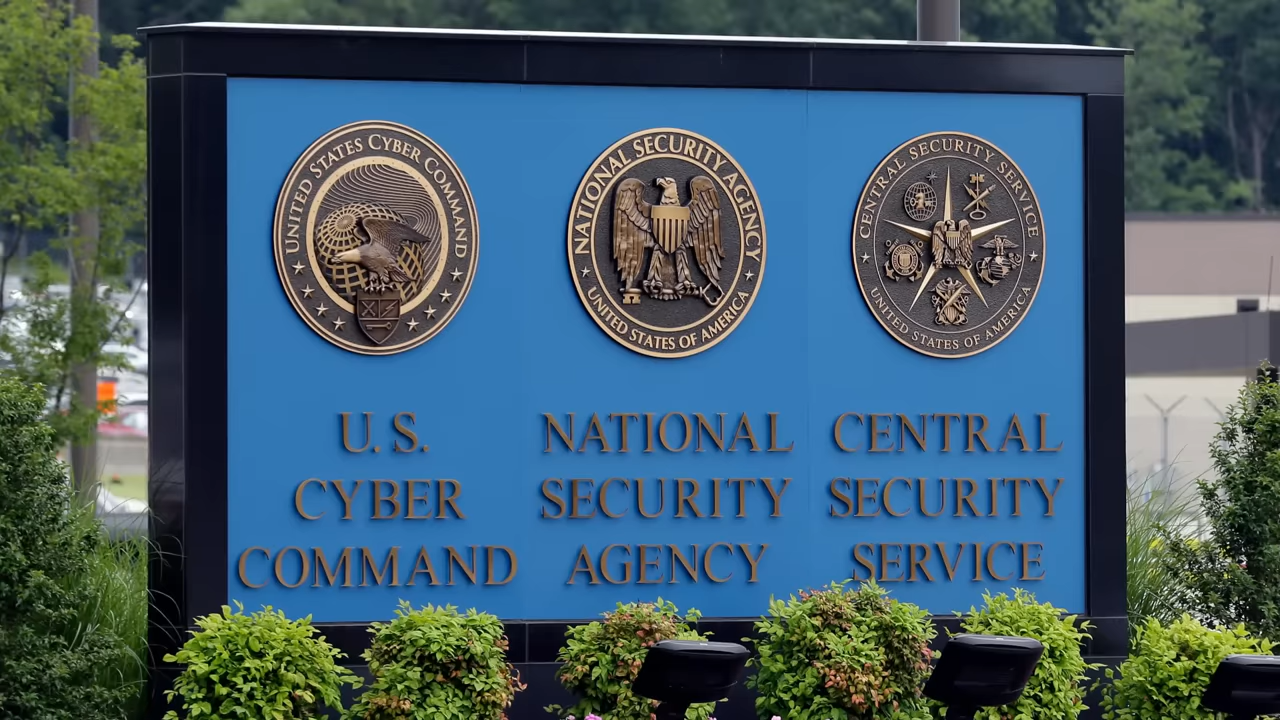 UNITED STATES CYBER COMMAND
NATIONAL SECURITY AGENCY
UNITED STATES OF AMERICA
CENTRAL SECURITY SERVICE
UNITED STATES OF AMERICA
U.S.
CYBER
COMMAND
NATIONAL
SECURITY
AGENCY
CENTRAL
SECURITY
SERVICE